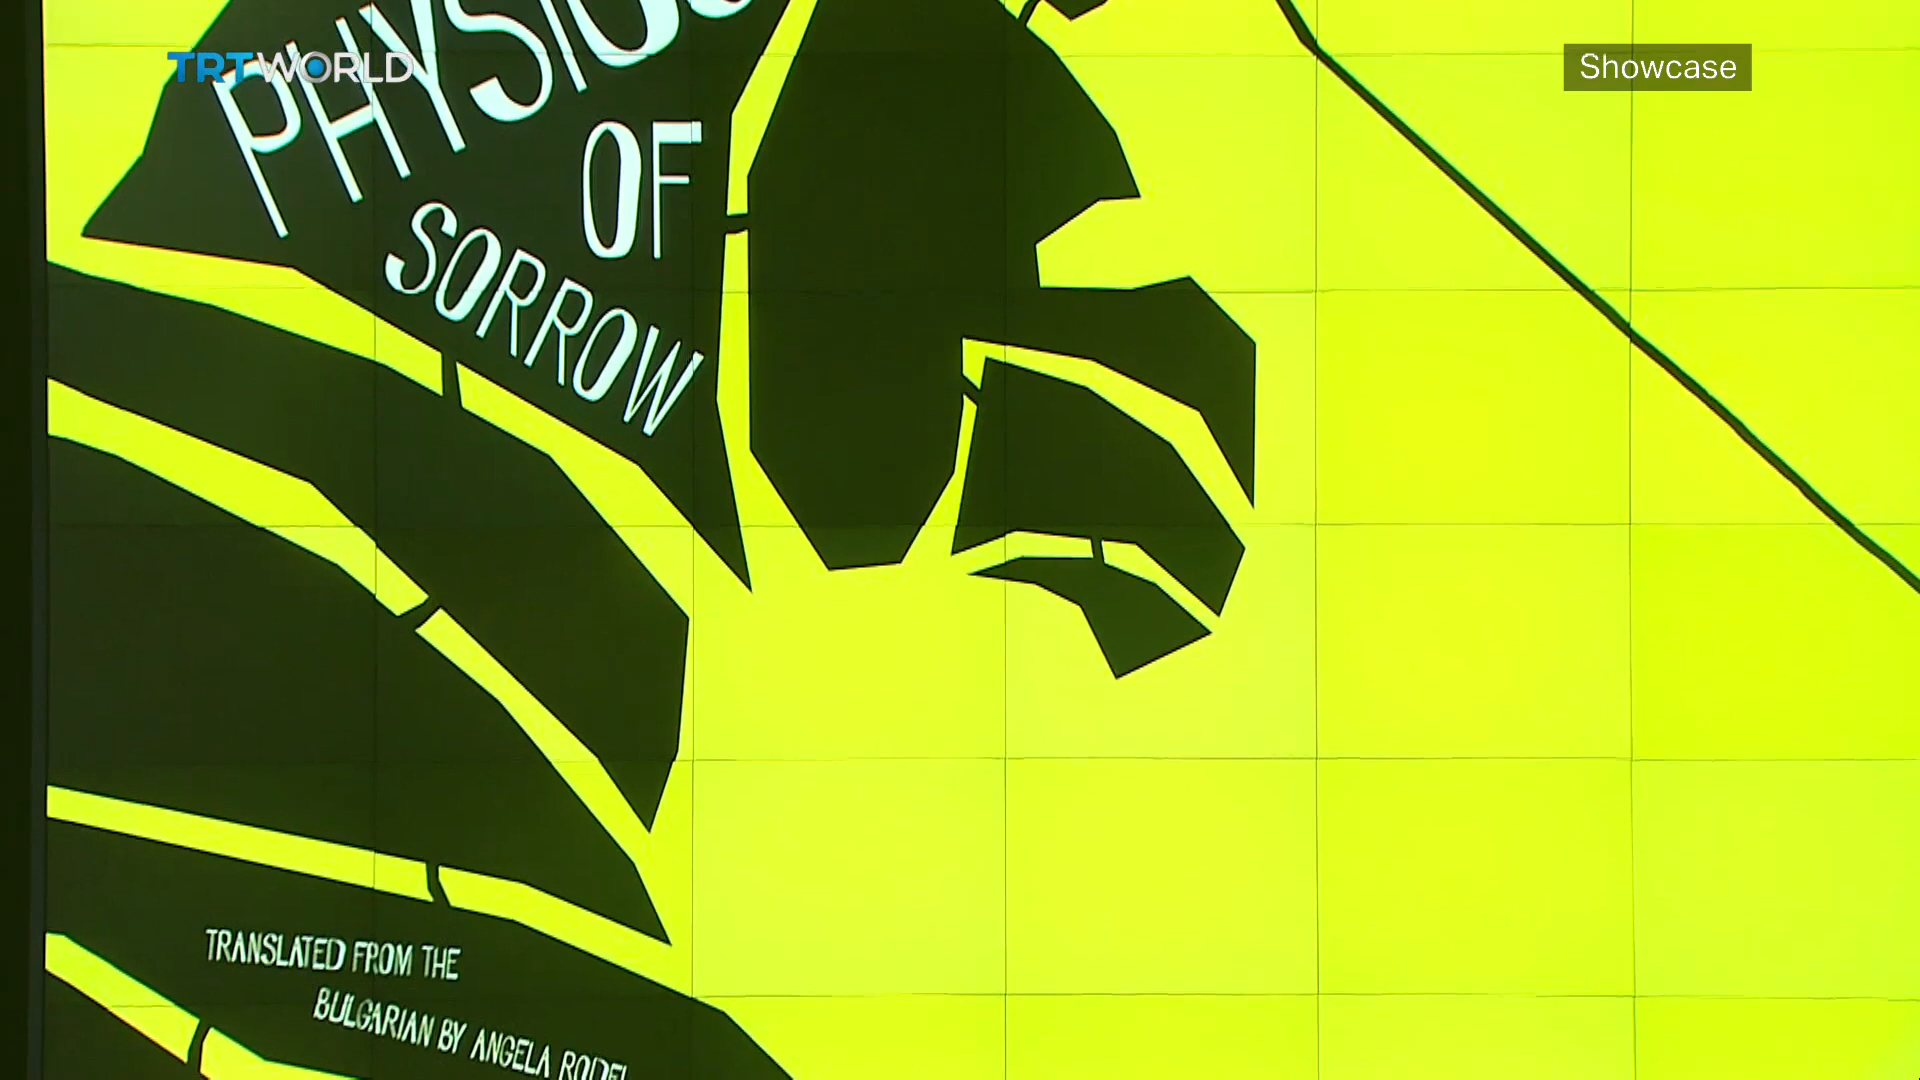 TRT WORLD
Showcase
OF
SORROW
TRANSLATED FROM THE
BULGARIAN BY ANGELA